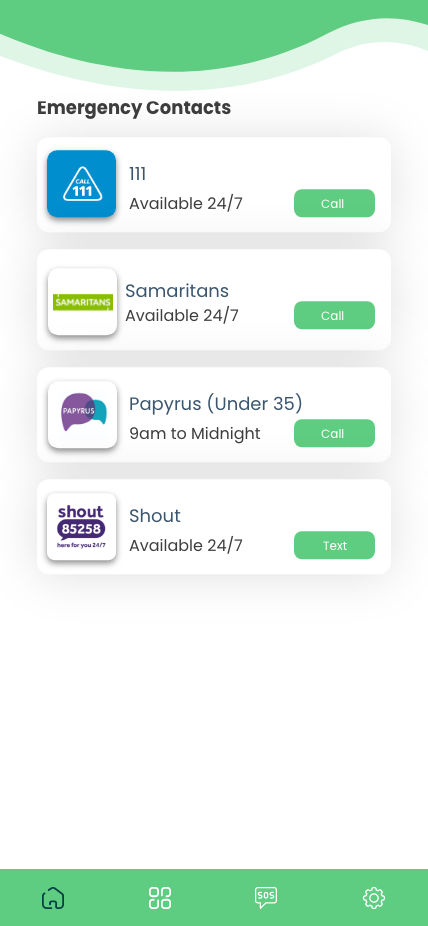 Emergency Contacts
CALL
111
111
Available 24/7
Call
SAMARITANS
Samaritans
Available 24/7
Call
PAPYRUS
Papyrus (Under 35)
9am to Midnight
Call
shout
85258
here for you 24/7
Shout
Available 24/7
Text
SOS